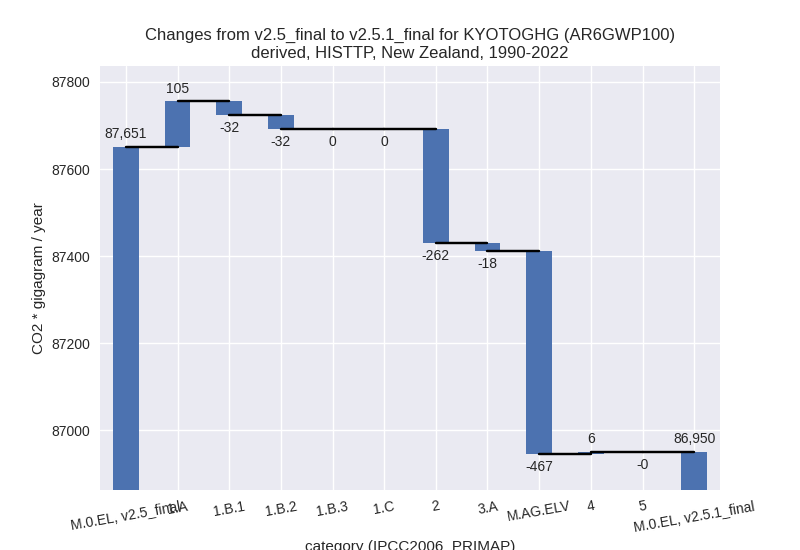 Changes from v2.5_final to v2.5.1_final for KYOTOGHG (AR6GWP100)
derived, HISTTP, New Zealand, 1990-2022
CO2 * gigagram / year
87800
87600
87400
87200
87000
87,651
105
-32
-32
0
0
-262
-18
-467
6
-0
86,950
M.0.EL, v2.5_final
1.A
1.B.1
1.B.2
1.B.3
1.C
2
3.A
M.AG.ELV
4
5
M.0.EL, v2.5.1_final
category (IPCC2006_PRIMAP)